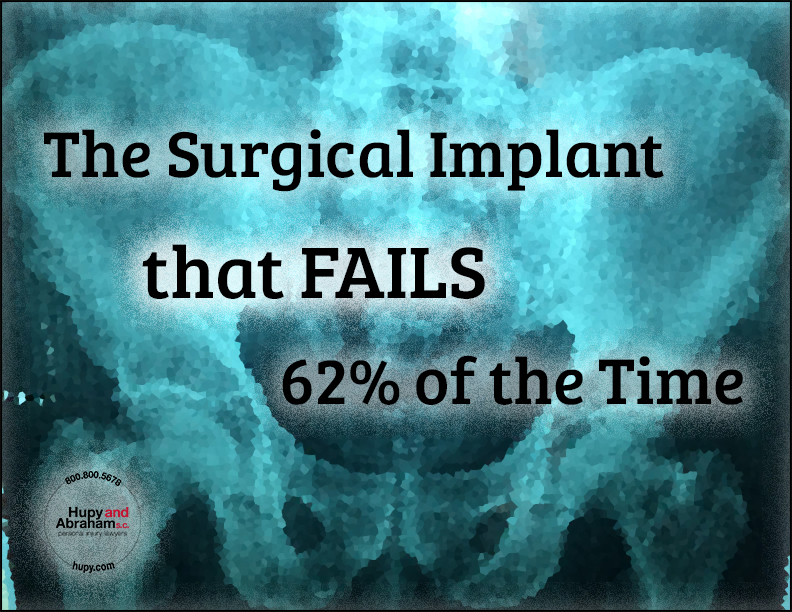 The Surgical Implant
that FAILS
62% of the Time
800.800.5678
Hupy and
Abraham s.c.
personal injury lawyers
hupy.com